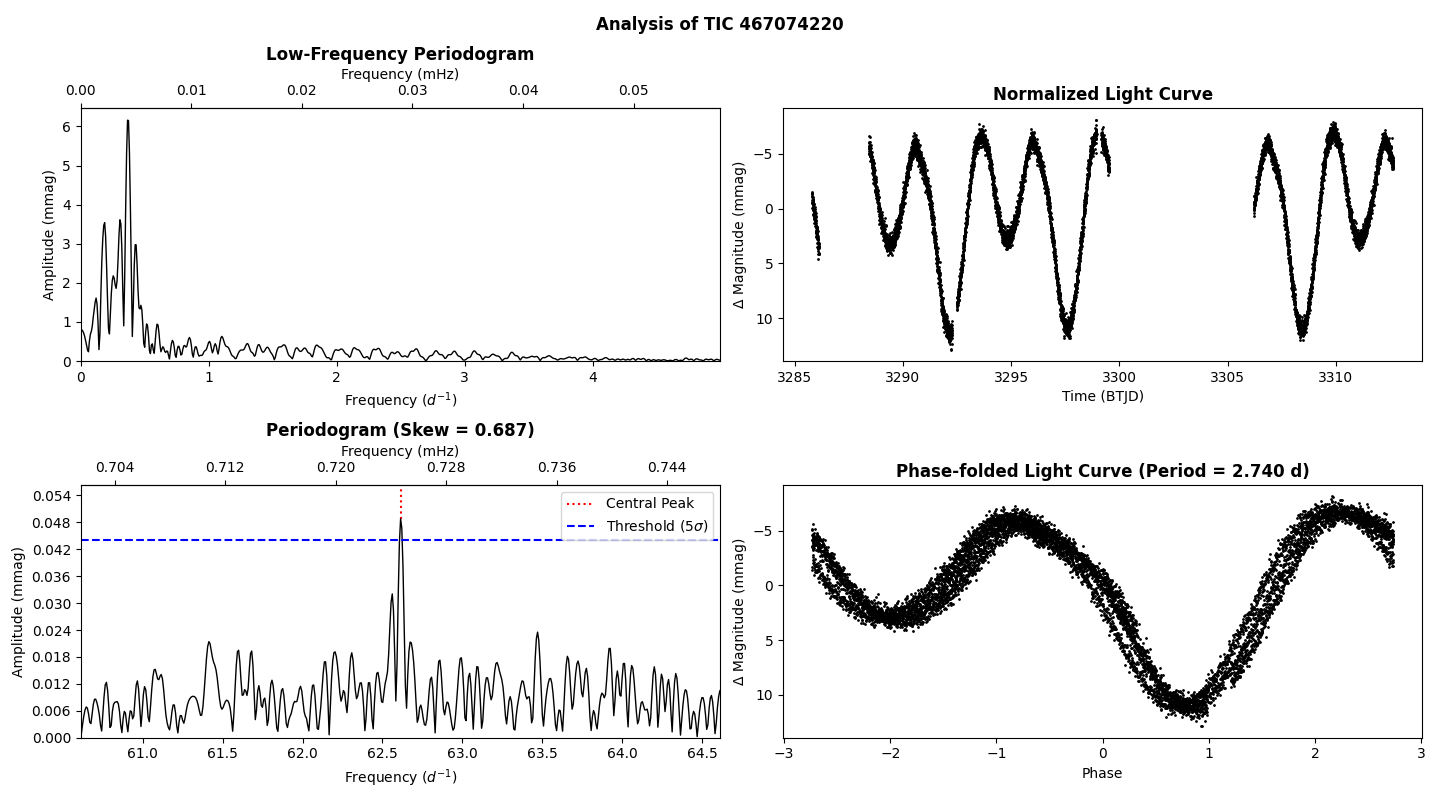 Analysis of TIC 467074220
Low-Frequency Periodogram
Frequency (mHz)
0.00 0.01 0.02 0.03 0.04 0.05
6
5
4
3
2
1
0
Amplitude (mmag)
0 1 2 3 4
Frequency (d⁻¹)
Normalized Light Curve
−5
0
5
10
Δ Magnitude (mmag)
3285 3290 3295 3300 3305 3310
Time (BTJD)
Periodogram (Skew = 0.687)
Frequency (mHz)
0.704 0.712 0.720 0.728 0.736 0.744
0.054
0.048
0.042
0.036
0.030
0.024
0.018
0.012
0.006
0.000
Amplitude (mmag)
Central Peak
Threshold (5σ)
61.0 61.5 62.0 62.5 63.0 63.5 64.0 64.5
Frequency (d⁻¹)
Phase-folded Light Curve (Period = 2.740 d)
−5
0
5
10
Δ Magnitude (mmag)
−3 −2 −1 0 1 2 3
Phase